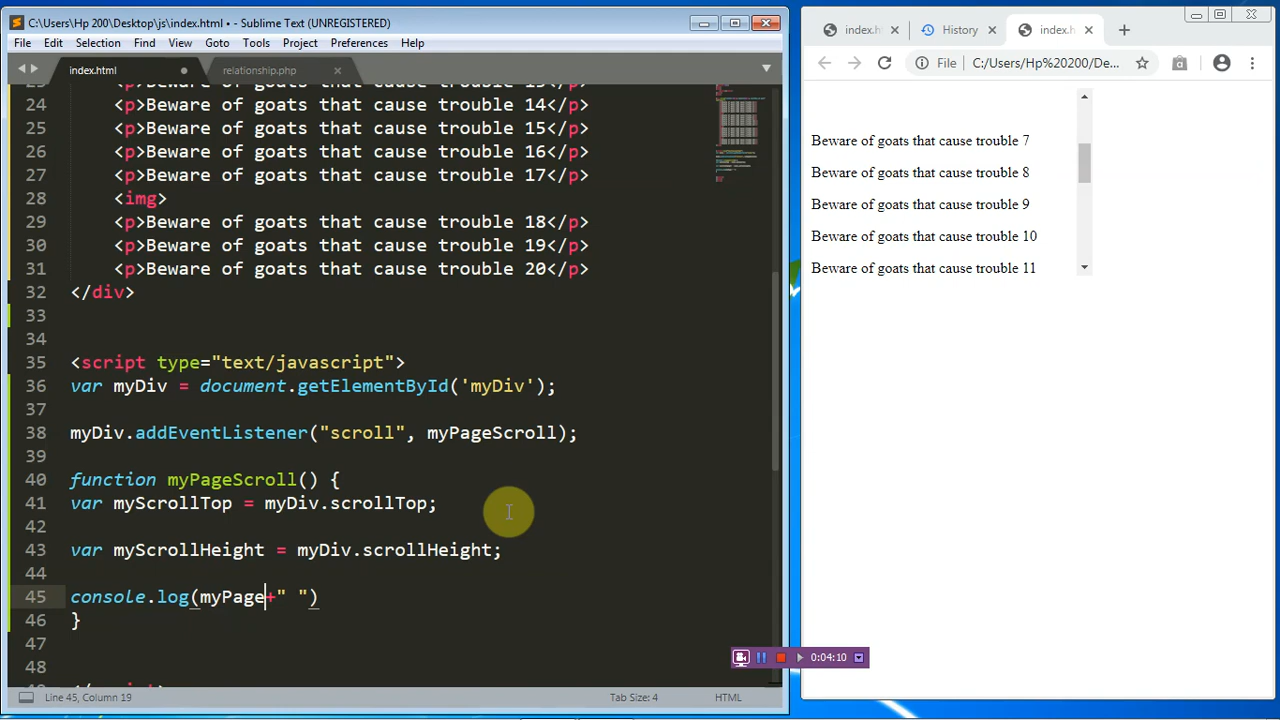 C:\Users\Hp 200\Desktop\js\index.html • - Sublime Text (UNREGISTERED)
File Edit Selection Find View Goto Tools Project Preferences Help
index.html relationship.php
24 <p>Beware of goats that cause trouble 14</p>
25 <p>Beware of goats that cause trouble 15</p>
26 <p>Beware of goats that cause trouble 16</p>
27 <p>Beware of goats that cause trouble 17</p>
28 <img>
29 <p>Beware of goats that cause trouble 18</p>
30 <p>Beware of goats that cause trouble 19</p>
31 <p>Beware of goats that cause trouble 20</p>
32 </div>
33
34
35 <script type="text/javascript">
36 var myDiv = document.getElementById('myDiv');
37
38 myDiv.addEventListener("scroll", myPageScroll);
39
40 function myPageScroll() {
41 var myScrollTop = myDiv.scrollTop;
42
43 var myScrollHeight = myDiv.scrollHeight;
44
45 console.log(myPage+" ")
46 }
47
48
Line 45, Column 19 Tab Size: 4 HTML
index.h History index.h
File C:/Users/Hp%20200/De...
Beware of goats that cause trouble 7
Beware of goats that cause trouble 8
Beware of goats that cause trouble 9
Beware of goats that cause trouble 10
Beware of goats that cause trouble 11
0:04:10